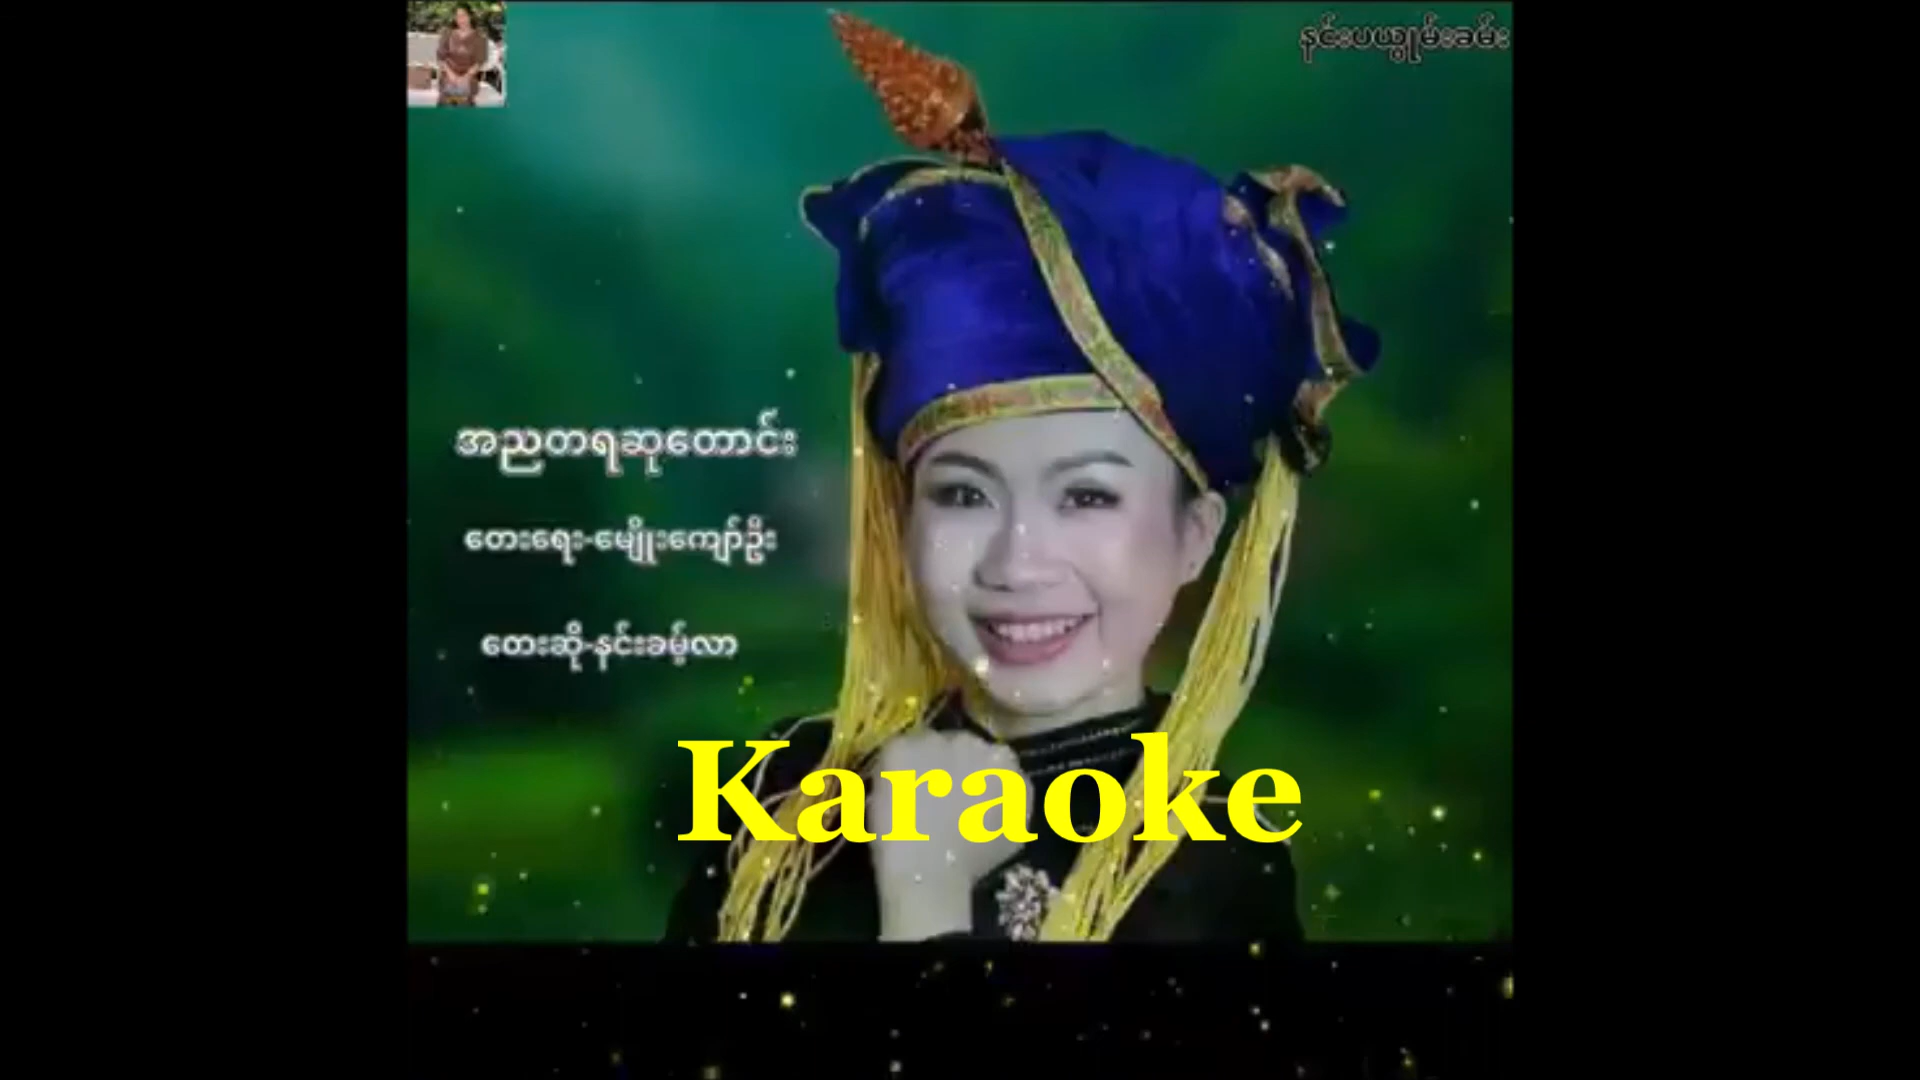 နင်းပယွုမ်းခမ်း
အညတရဆုတောင်း
တေးရေး-မျိုးကျော်ဦး
တေးဆို-နင်းခမ့်လာ
Karaoke